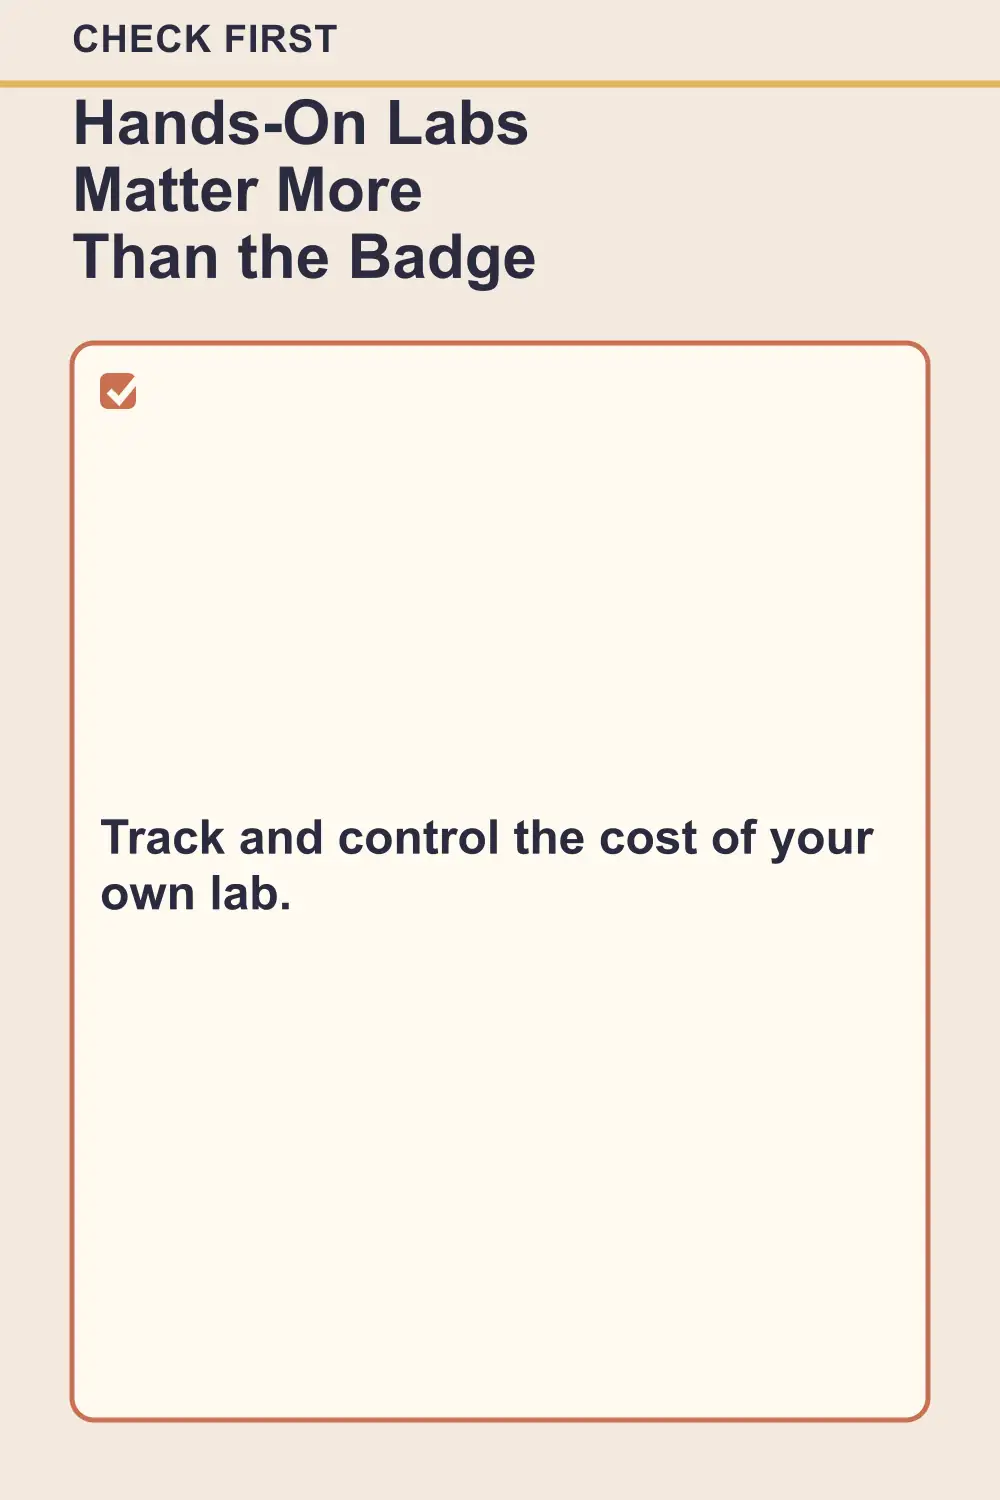 CHECK FIRST
Hands-On Labs
Matter More
Than the Badge
Track and control the cost of your
own lab.